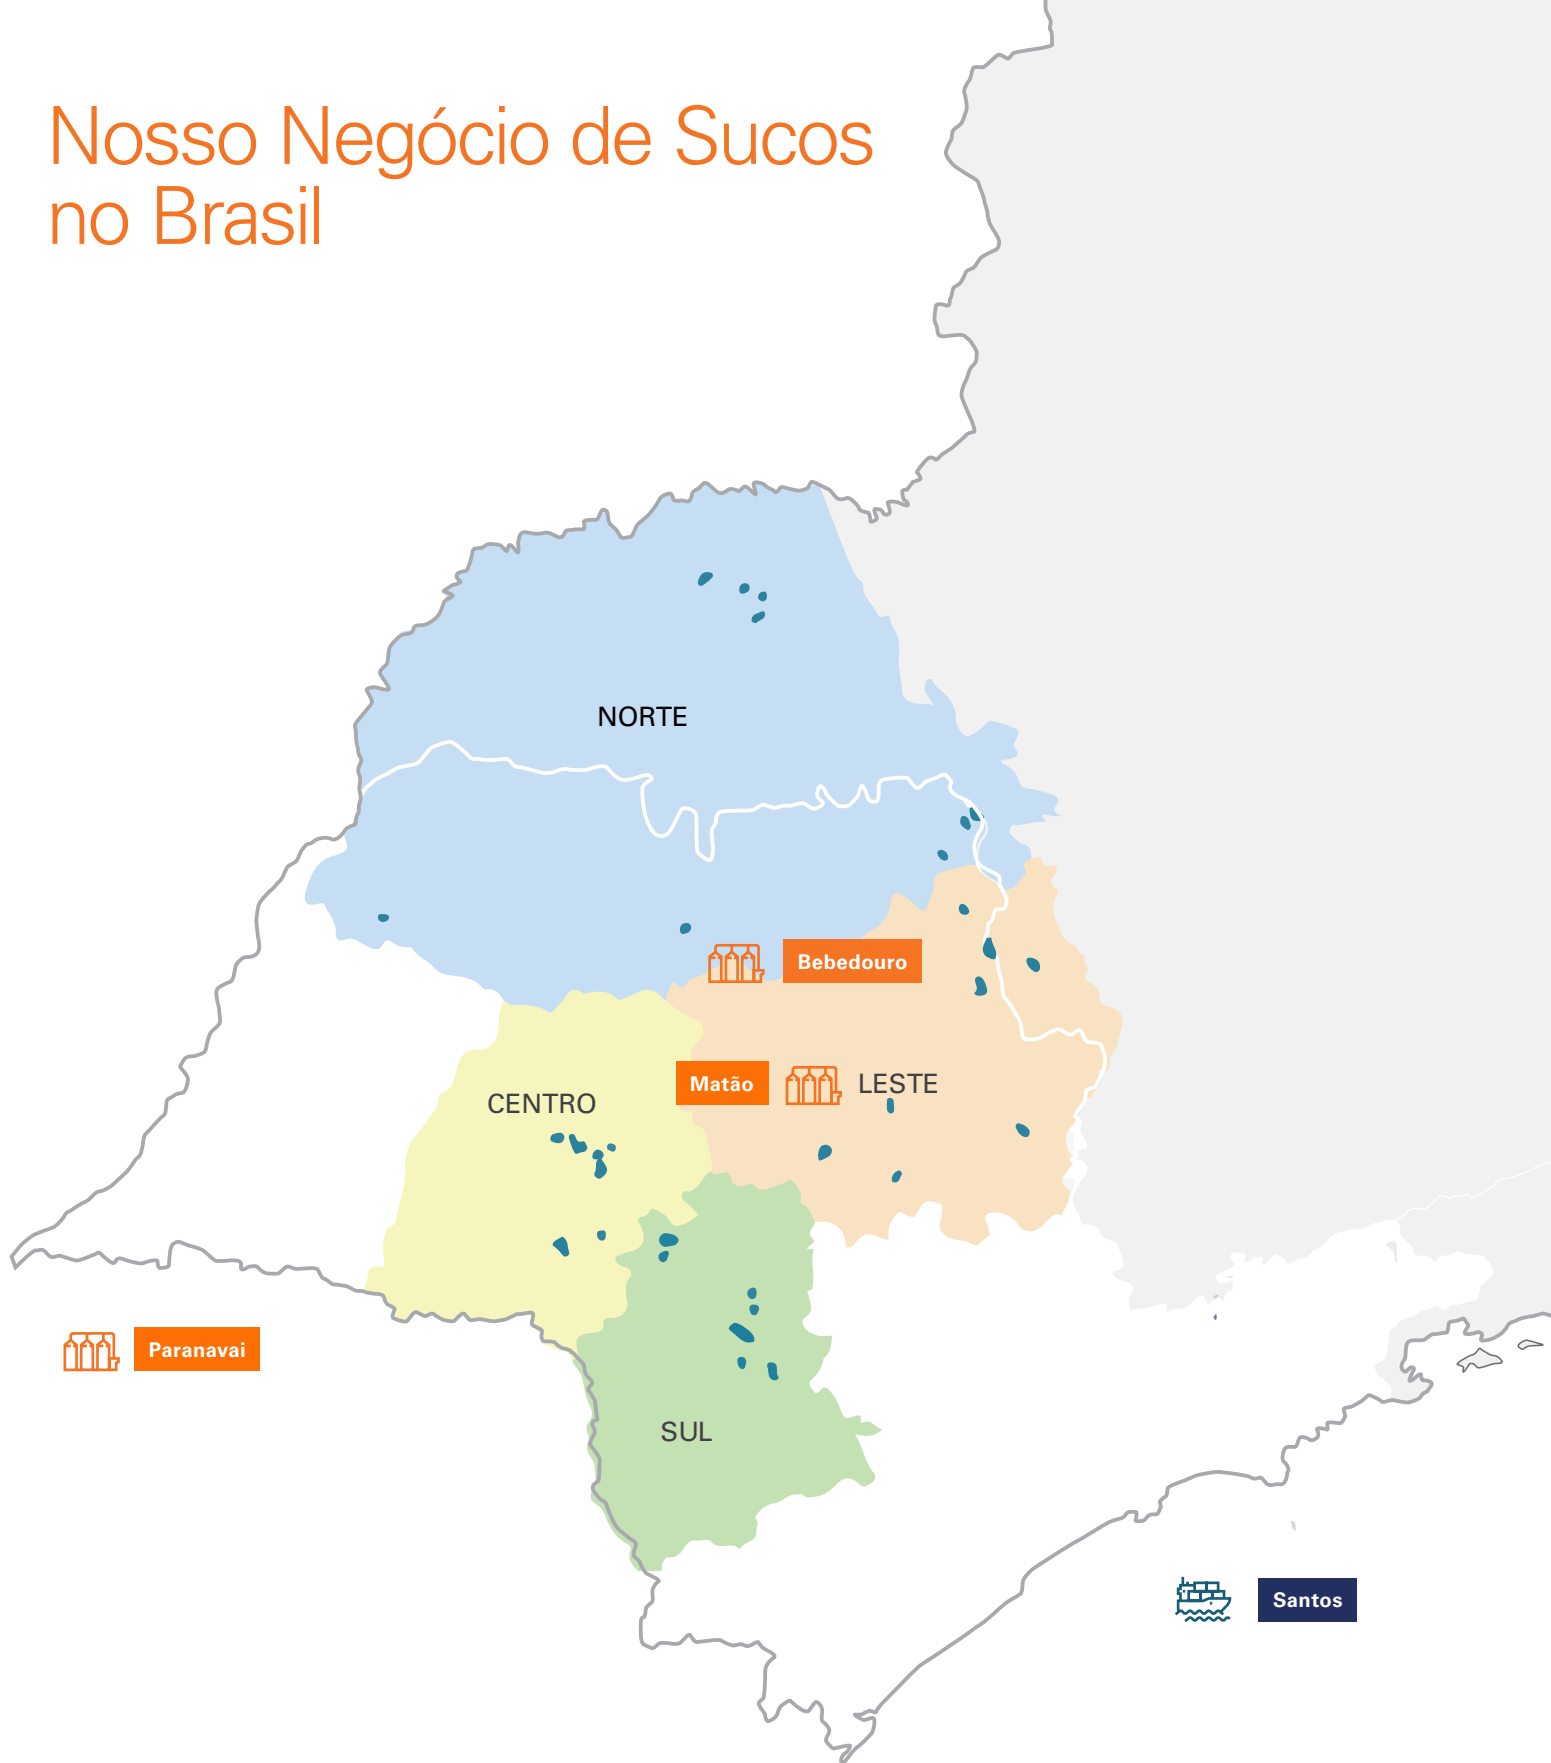 Nosso Negócio de Sucos
no Brasil
NORTE
Bebedouro
Matão
LESTE
CENTRO
Paranavai
SUL
Santos